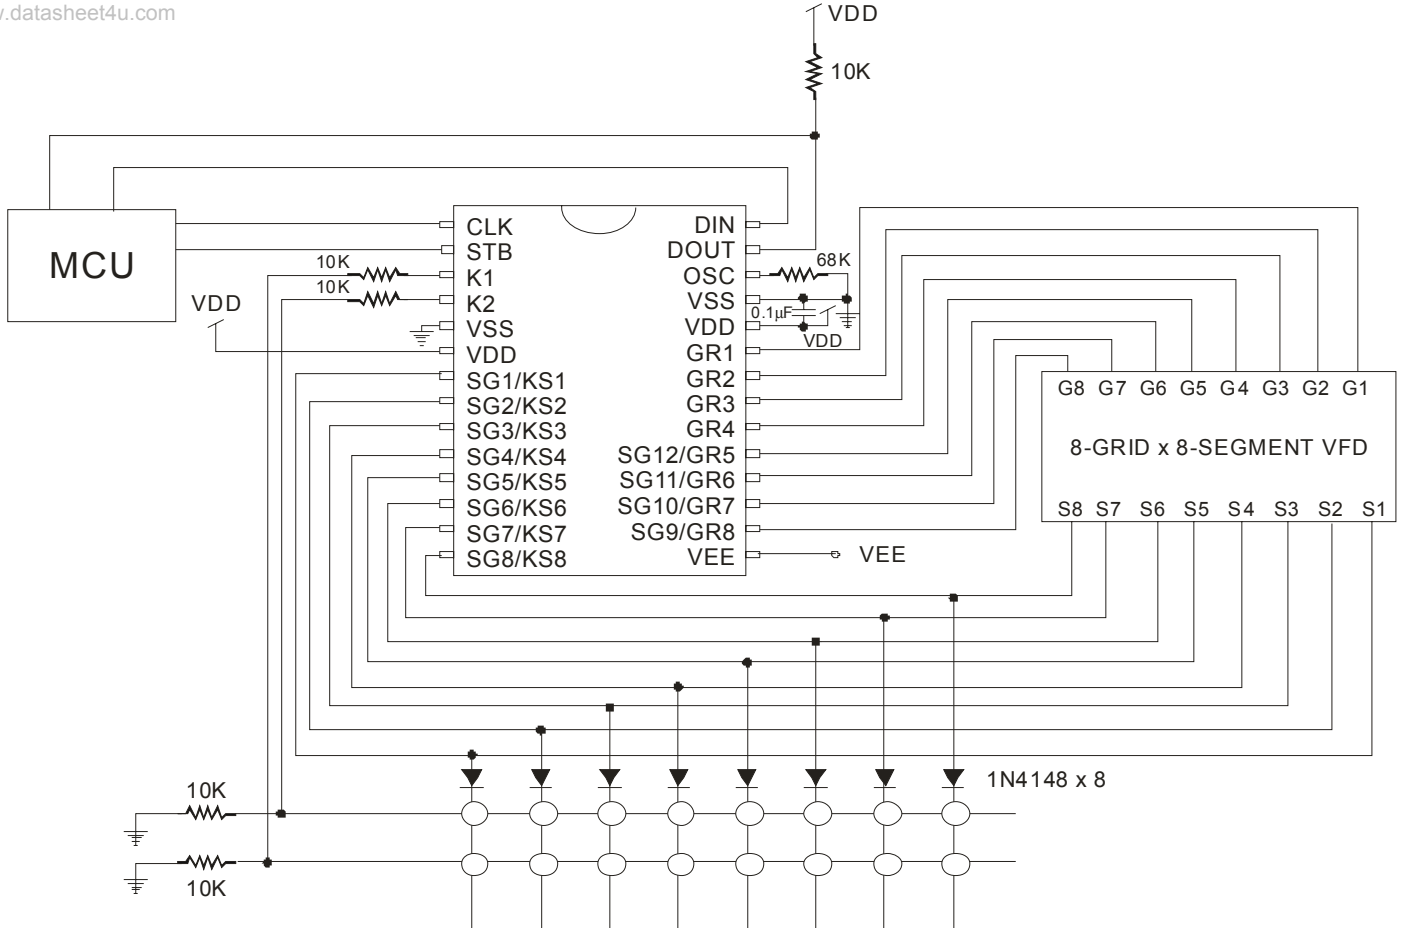 w.datasheet4u.com
VDD
10K
MCU
CLK
STB
K1
K2
VSS
VDD
SG1/KS1
SG2/KS2
SG3/KS3
SG4/KS4
SG5/KS5
SG6/KS6
SG7/KS7
SG8/KS8
DIN
DOUT
OSC
VSS
VDD
GR1
GR2
GR3
GR4
SG12/GR5
SG11/GR6
SG10/GR7
SG9/GR8
VEE
10K
10K
VDD
68K
0.1μF
VDD
VEE
G8 G7 G6 G5 G4 G3 G2 G1
8-GRID x 8-SEGMENT VFD
S8 S7 S6 S5 S4 S3 S2 S1
1N4148 x 8
10K
10K